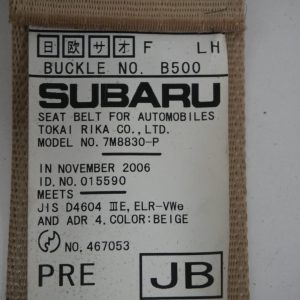 日 欧 サ オ F LH
BUCKLE NO. B500
SUBARU
SEAT BELT FOR AUTOMOBILES
TOKAI RIKA CO., LTD.
MODEL NO. 7M8830-P
IN NOVEMBER 2006
ID. NO. 015590
MEETS
JIS D4604 ⅢE, ELR-VWe
AND ADR 4. COLOR:BEIGE
NO. 467053
PRE JB